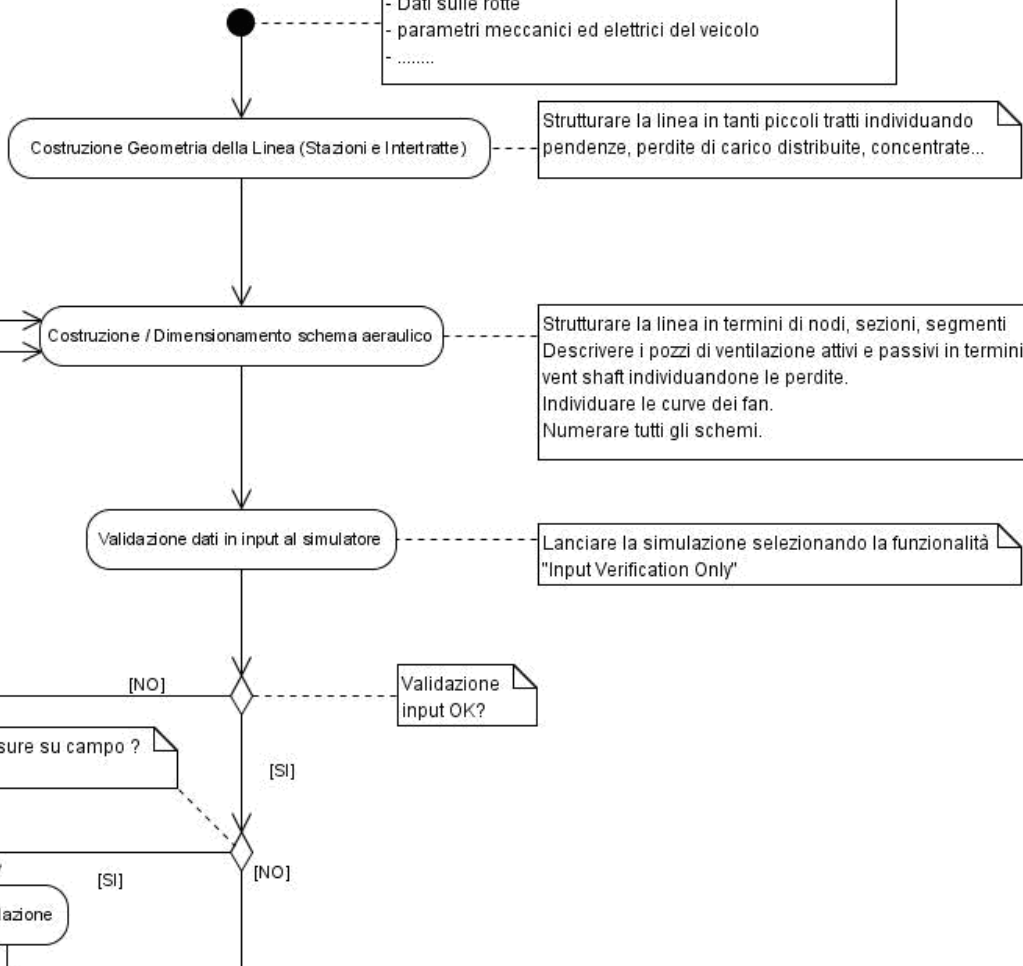 - Dati sulle rotte
- parametri meccanici ed elettrici del veicolo
- ........
Costruzione Geometria della Linea (Stazioni e Intertratte)
Strutturare la linea in tanti piccoli tratti individuando
pendenze, perdite di carico distribuite, concentrate...
Costruzione / Dimensionamento schema aeraulico
Strutturare la linea in termini di nodi, sezioni, segmenti
Descrivere i pozzi di ventilazione attivi e passivi in termini
vent shaft individuandone le perdite.
Individuare le curve dei fan.
Numerare tutti gli schemi.
Validazione dati in input al simulatore
Lanciare la simulazione selezionando la funzionalità
"Input Verification Only"
[NO]
Validazione
input OK?
sure su campo ?
[SI]
[NO]
[SI]
lazione